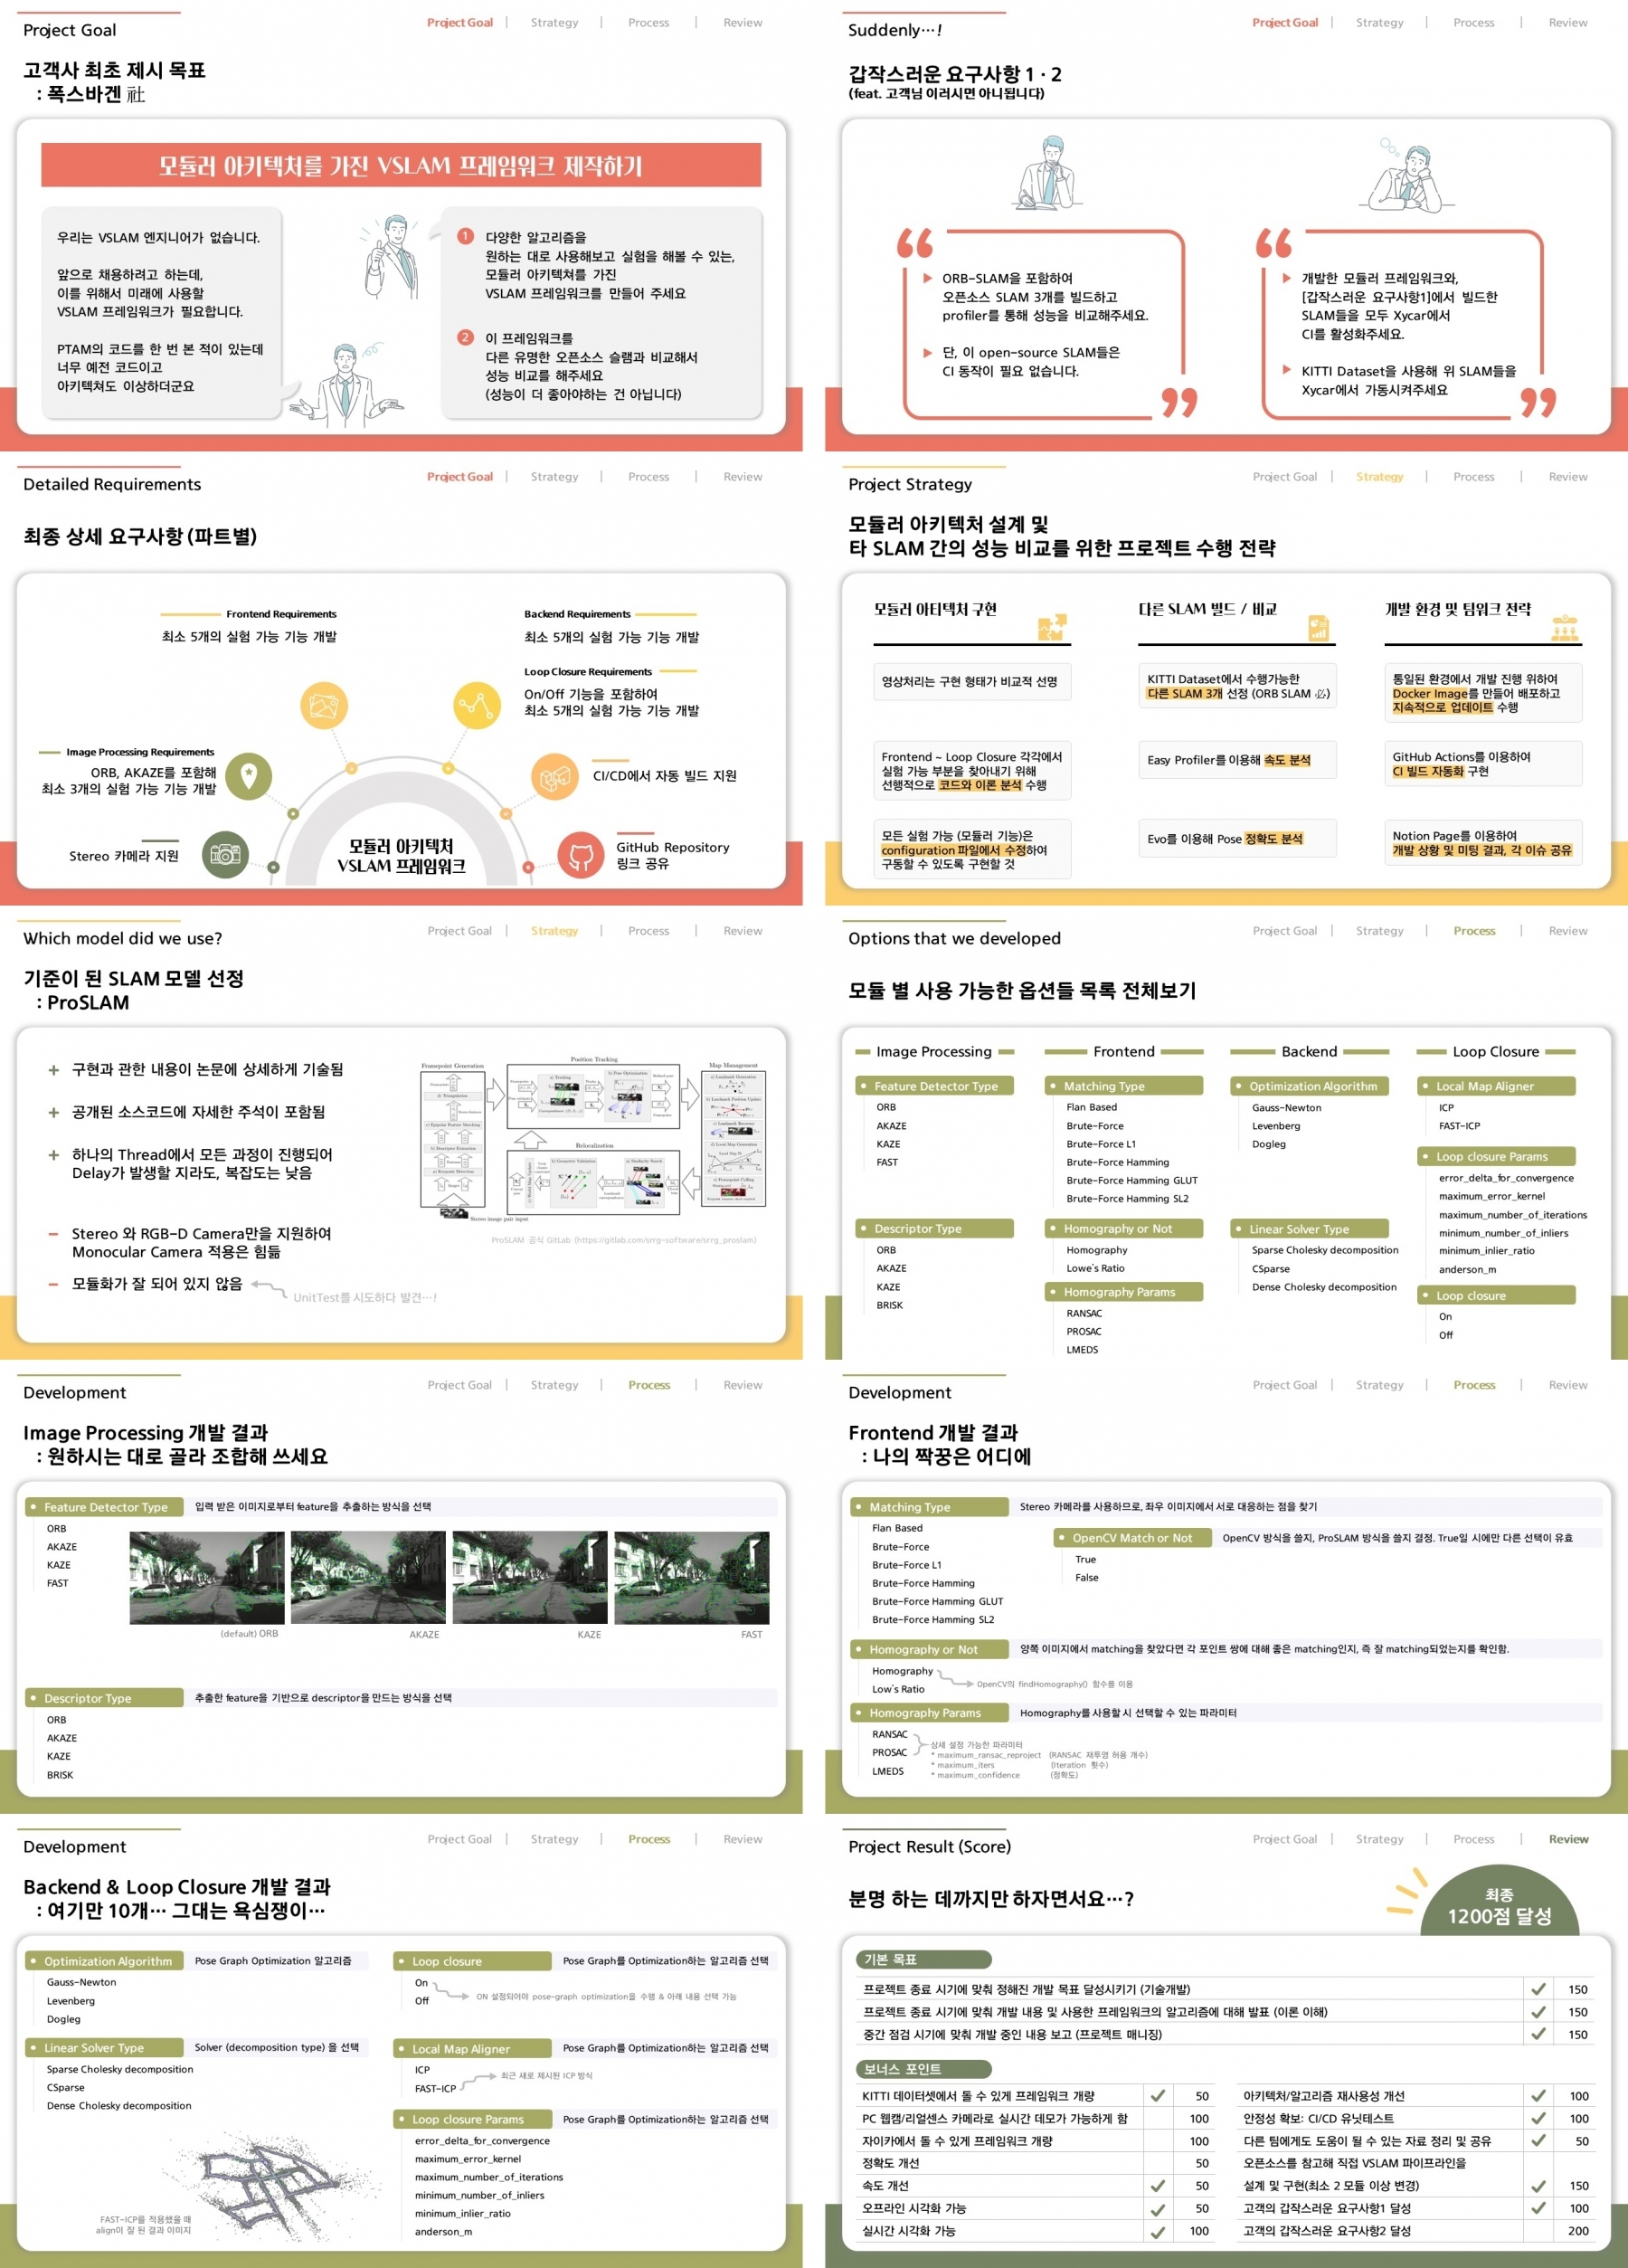 Project Goal
Project Goal | Strategy | Process | Review
고객사 최초 제시 목표
: 폭스바겐 社
모듈러 아키텍처를 가진 VSLAM 프레임워크 제작하기
우리는 VSLAM 엔지니어가 없습니다.
앞으로 채용하려고 하는데,
이를 위해서 미래에 사용할
VSLAM 프레임워크가 필요합니다.
PTAM의 코드를 한 번 본 적이 있는데
너무 예전 코드이고
아키텍쳐도 이상하더군요
1 다양한 알고리즘을
원하는 대로 사용해보고 실험을 해볼 수 있는,
모듈러 아키텍쳐를 가진
VSLAM 프레임워크를 만들어 주세요
2 이 프레임워크를
다른 유명한 오픈소스 슬램과 비교해서
성능 비교를 해주세요
(성능이 더 좋아야하는 건 아닙니다)
Suddenly…!
Project Goal | Strategy | Process | Review
갑작스러운 요구사항 1 · 2
(feat. 고객님 이러시면 아니됩니다)
ORB-SLAM을 포함하여
오픈소스 SLAM 3개를 빌드하고
profiler를 통해 성능을 비교해주세요.
단, 이 open-source SLAM들은
CI 동작이 필요 없습니다.
개발한 모듈러 프레임워크와,
[갑작스러운 요구사항1]에서 빌드한
SLAM들을 모두 Xycar에서
CI를 활성화주세요.
KITTI Dataset을 사용해 위 SLAM들을
Xycar에서 가동시켜주세요
Detailed Requirements
Project Goal | Strategy | Process | Review
최종 상세 요구사항 (파트별)
Frontend Requirements
최소 5개의 실험 가능 기능 개발
Backend Requirements
최소 5개의 실험 가능 기능 개발
Loop Closure Requirements
On/Off 기능을 포함하여
최소 5개의 실험 가능 기능 개발
Image Processing Requirements
ORB, AKAZE를 포함해
최소 3개의 실험 가능 기능 개발
CI/CD에서 자동 빌드 지원
Stereo 카메라 지원
모듈러 아키텍처
VSLAM 프레임워크
GitHub Repository
링크 공유
Project Strategy
Project Goal | Strategy | Process | Review
모듈러 아키텍처 설계 및
타 SLAM 간의 성능 비교를 위한 프로젝트 수행 전략
모듈러 아티텍처 구현
영상처리는 구현 형태가 비교적 선명
Frontend ~ Loop Closure 각각에서
실험 가능 부분을 찾아내기 위해
선행적으로 코드와 이론 분석 수행
모든 실험 가능 (모듈러 기능)은
configuration 파일에서 수정하여
구동할 수 있도록 구현할 것
다른 SLAM 빌드 / 비교
KITTI Dataset에서 수행가능한
다른 SLAM 3개 선정 (ORB SLAM 必)
Easy Profiler를 이용해 속도 분석
Evo를 이용해 Pose 정확도 분석
개발 환경 및 팀워크 전략
통일된 환경에서 개발 진행 위하여
Docker Image를 만들어 배포하고
지속적으로 업데이트 수행
GitHub Actions를 이용하여
CI 빌드 자동화 구현
Notion Page를 이용하여
개발 상황 및 미팅 결과, 각 이슈 공유
Which model did we use?
Project Goal | Strategy | Process | Review
기준이 된 SLAM 모델 선정
: ProSLAM
+ 구현과 관한 내용이 논문에 상세하게 기술됨
+ 공개된 소스코드에 자세한 주석이 포함됨
+ 하나의 Thread에서 모든 과정이 진행되어
Delay가 발생할 지라도, 복잡도는 낮음
- Stereo 와 RGB-D Camera만을 지원하여
Monocular Camera 적용은 힘듦
- 모듈화가 잘 되어 있지 않음
UnitTest를 시도하다 발견…!
Framepoint Generation
Position Tracking
Map Management
Relocalization
Stereo image pair input
ProSLAM 공식 GitLab (https://gitlab.com/srrg-software/srrg_proslam)
Options that we developed
Project Goal | Strategy | Process | Review
모듈 별 사용 가능한 옵션들 목록 전체보기
Image Processing
Feature Detector Type
ORB
AKAZE
KAZE
FAST
Descriptor Type
ORB
AKAZE
KAZE
BRISK
Frontend
Matching Type
Flan Based
Brute-Force
Brute-Force L1
Brute-Force Hamming
Brute-Force Hamming GLUT
Brute-Force Hamming SL2
Homography or Not
Homography
Lowe's Ratio
Homography Params
RANSAC
PROSAC
LMEDS
Backend
Optimization Algorithm
Gauss-Newton
Levenberg
Dogleg
Linear Solver Type
Sparse Cholesky decomposition
CSparse
Dense Cholesky decomposition
Loop Closure
Local Map Aligner
ICP
FAST-ICP
Loop closure Params
error_delta_for_convergence
maximum_error_kernel
maximum_number_of_iterations
minimum_number_of_inliers
minimum_inlier_ratio
anderson_m
Loop closure
On
Off
Development
Project Goal | Strategy | Process | Review
Image Processing 개발 결과
: 원하시는 대로 골라 조합해 쓰세요
Feature Detector Type 입력 받은 이미지로부터 feature을 추출하는 방식을 선택
ORB
AKAZE
KAZE
FAST
(default) ORB
AKAZE
KAZE
FAST
Descriptor Type 추출한 feature을 기반으로 descriptor을 만드는 방식을 선택
ORB
AKAZE
KAZE
BRISK
Development
Project Goal | Strategy | Process | Review
Frontend 개발 결과
: 나의 짝꿍은 어디에
Matching Type Stereo 카메라를 사용하므로, 좌우 이미지에서 서로 대응하는 점을 찾기
Flan Based
Brute-Force
Brute-Force L1
Brute-Force Hamming
Brute-Force Hamming GLUT
Brute-Force Hamming SL2
OpenCV Match or Not OpenCV 방식을 쓸지, ProSLAM 방식을 쓸지 결정. True일 시에만 다른 선택이 유효
True
False
Homography or Not 양쪽 이미지에서 matching을 찾았다면 각 포인트 쌍에 대해 좋은 matching인지, 즉 잘 matching되었는지를 확인함.
Homography
Low's Ratio
OpenCV의 findHomography() 함수를 이용
Homography Params Homography를 사용할 시 선택할 수 있는 파라미터
RANSAC
PROSAC
LMEDS
상세 설정 가능한 파라미터
* maximum_ransac_reproject (RANSAC 재투영 허용 개수)
* maximum_iters (iteration 횟수)
* maximum_confidence (정확도)
Development
Project Goal | Strategy | Process | Review
Backend & Loop Closure 개발 결과
: 여기만 10개… 그대는 욕심쟁이…
Optimization Algorithm Pose Graph Optimization 알고리즘
Gauss-Newton
Levenberg
Dogleg
Linear Solver Type Solver (decomposition type) 을 선택
Sparse Cholesky decomposition
CSparse
Dense Cholesky decomposition
FAST-ICP를 적용했을 때
align이 잘 된 결과 이미지
Loop closure Pose Graph를 Optimization하는 알고리즘 선택
On
Off
ON 설정되어야 pose-graph optimization을 수행 & 아래 내용 선택 가능
Local Map Aligner Pose Graph를 Optimization하는 알고리즘 선택
ICP
FAST-ICP
최근 새로 제시된 ICP 방식
Loop closure Params Pose Graph를 Optimization하는 알고리즘 선택
error_delta_for_convergence
maximum_error_kernel
maximum_number_of_iterations
minimum_number_of_inliers
minimum_inlier_ratio
anderson_m
Project Result (Score)
Project Goal | Strategy | Process | Review
분명 하는 데까지만 하자면서요…?
최종
1200점 달성
기본 목표
프로젝트 종료 시기에 맞춰 정해진 개발 목표 달성시키기 (기술개발) ✓ 150
프로젝트 종료 시기에 맞춰 개발 내용 및 사용한 프레임워크의 알고리즘에 대해 발표 (이론 이해) ✓ 150
중간 점검 시기에 맞춰 개발 중인 내용 보고 (프로젝트 매니징) ✓ 150
보너스 포인트
KITTI 데이터셋에서 돌 수 있게 프레임워크 개량 ✓ 50
PC 웹캠/리얼센스 카메라로 실시간 데모가 가능하게 함 100
자이카에서 돌 수 있게 프레임워크 개량 100
정확도 개선 50
속도 개선 ✓ 50
오프라인 시각화 가능 ✓ 50
실시간 시각화 가능 ✓ 100
아키텍처/알고리즘 재사용성 개선 ✓ 100
안정성 확보: CI/CD 유닛테스트 ✓ 100
다른 팀에게도 도움이 될 수 있는 자료 정리 및 공유 ✓ 50
오픈소스를 참고해 직접 VSLAM 파이프라인을
설계 및 구현(최소 2 모듈 이상 변경) ✓ 150
고객의 갑작스러운 요구사항1 달성 ✓ 100
고객의 갑작스러운 요구사항2 달성 200